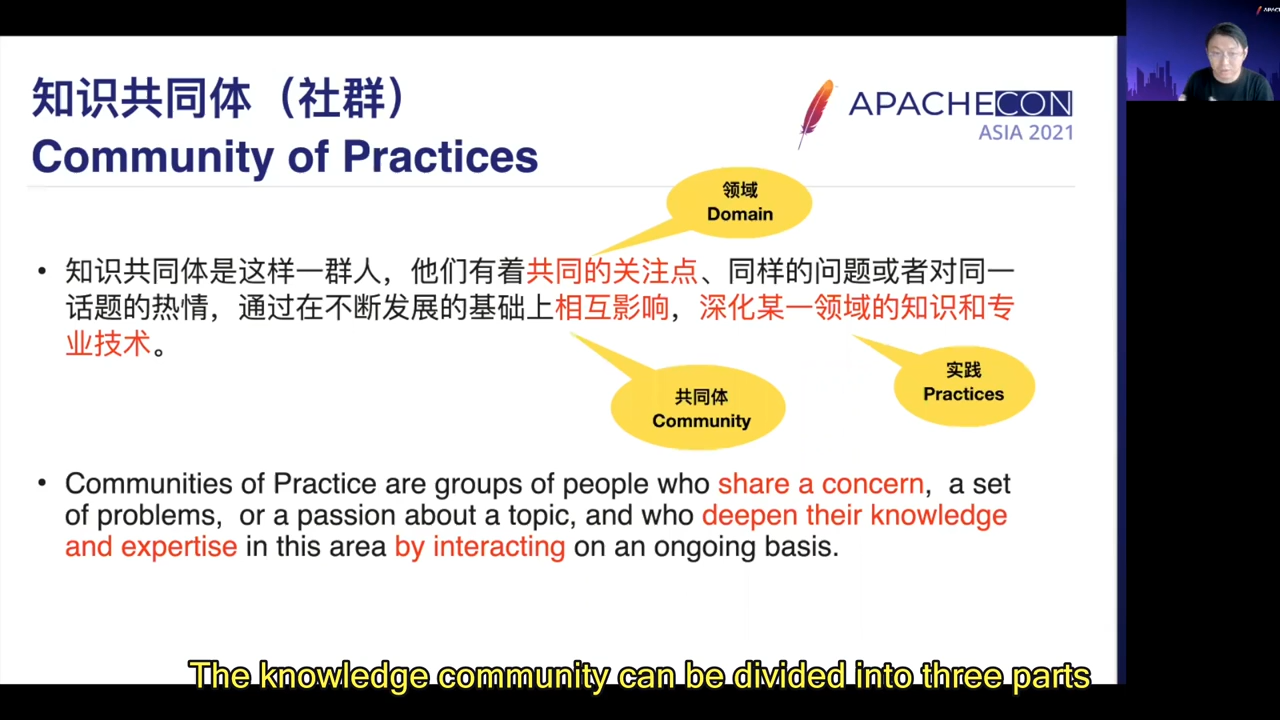 APACH
知识共同体（社群）
Community of Practices
APACHECON
ASIA 2021
领域
Domain
• 知识共同体是这样一群人，他们有着共同的关注点、同样的问题或者对同一
话题的热情，通过在不断发展的基础上相互影响，深化某一领域的知识和专
业技术。
共同体
Community
实践
Practices
• Communities of Practice are groups of people who share a concern, a set
of problems, or a passion about a topic, and who deepen their knowledge
and expertise in this area by interacting on an ongoing basis.
The knowledge community can be divided into three parts